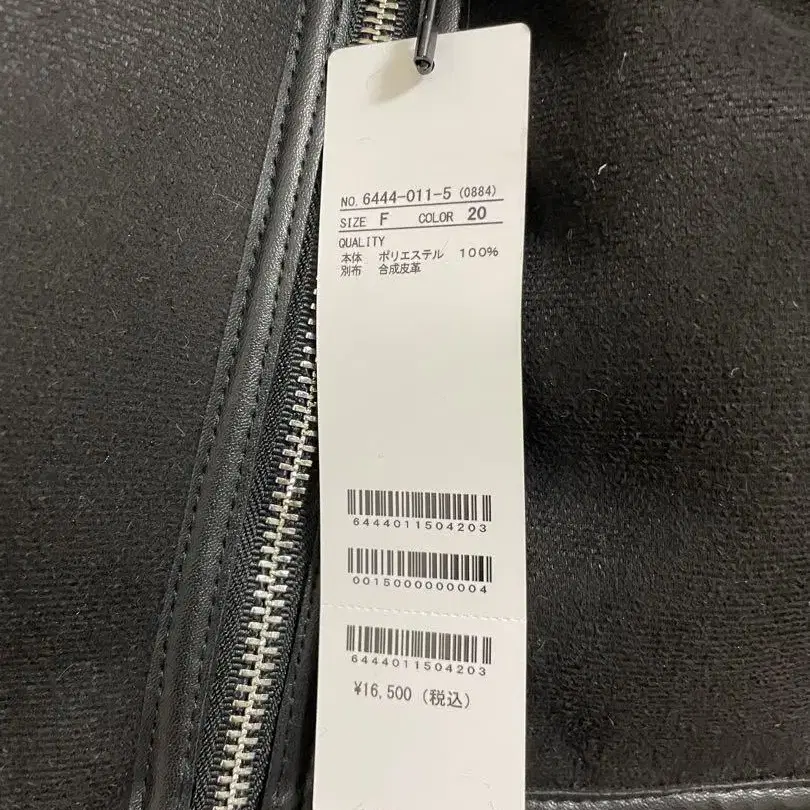 NO. 6444-011-5 (0884)
SIZE F COLOR 20
QUALITY
本体 ポリエステル 100%
別布 合成皮革
6444011504203
0015000000004
6444011504203
¥16,500 (税込)